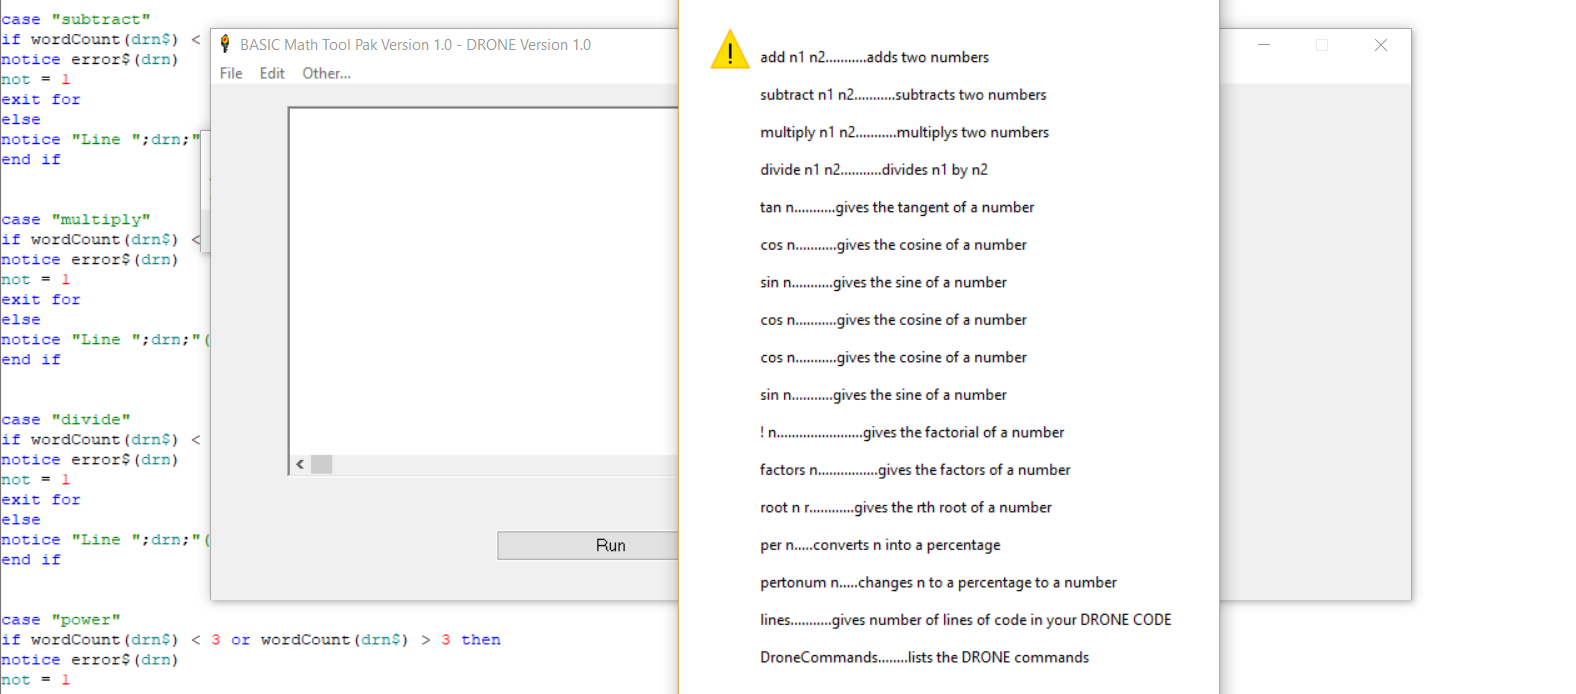 case "subtract"
if wordCount(drn$) <
notice error$(drn)
not = 1
exit for
else
notice "Line ";drn;"
end if
case "multiply"
if wordCount(drn$) <
notice error$(drn)
not = 1
exit for
else
notice "Line ";drn;"(
end if
case "divide"
if wordCount(drn$) <
notice error$(drn)
not = 1
exit for
else
notice "Line ";drn;"(
end if
case "power"
if wordCount(drn$) < 3 or wordCount(drn$) > 3 then
notice error$(drn)
not = 1
BASIC Math Tool Pak Version 1.0 - DRONE Version 1.0
File Edit Other...
Run
add n1 n2...........adds two numbers
subtract n1 n2...........subtracts two numbers
multiply n1 n2...........multiplys two numbers
divide n1 n2...........divides n1 by n2
tan n...........gives the tangent of a number
cos n...........gives the cosine of a number
sin n...........gives the sine of a number
cos n...........gives the cosine of a number
cos n...........gives the cosine of a number
sin n...........gives the sine of a number
! n.......................gives the factorial of a number
factors n................gives the factors of a number
root n r............gives the rth root of a number
per n.....converts n into a percentage
pertonum n.....changes n to a percentage to a number
lines...........gives number of lines of code in your DRONE CODE
DroneCommands........lists the DRONE commands